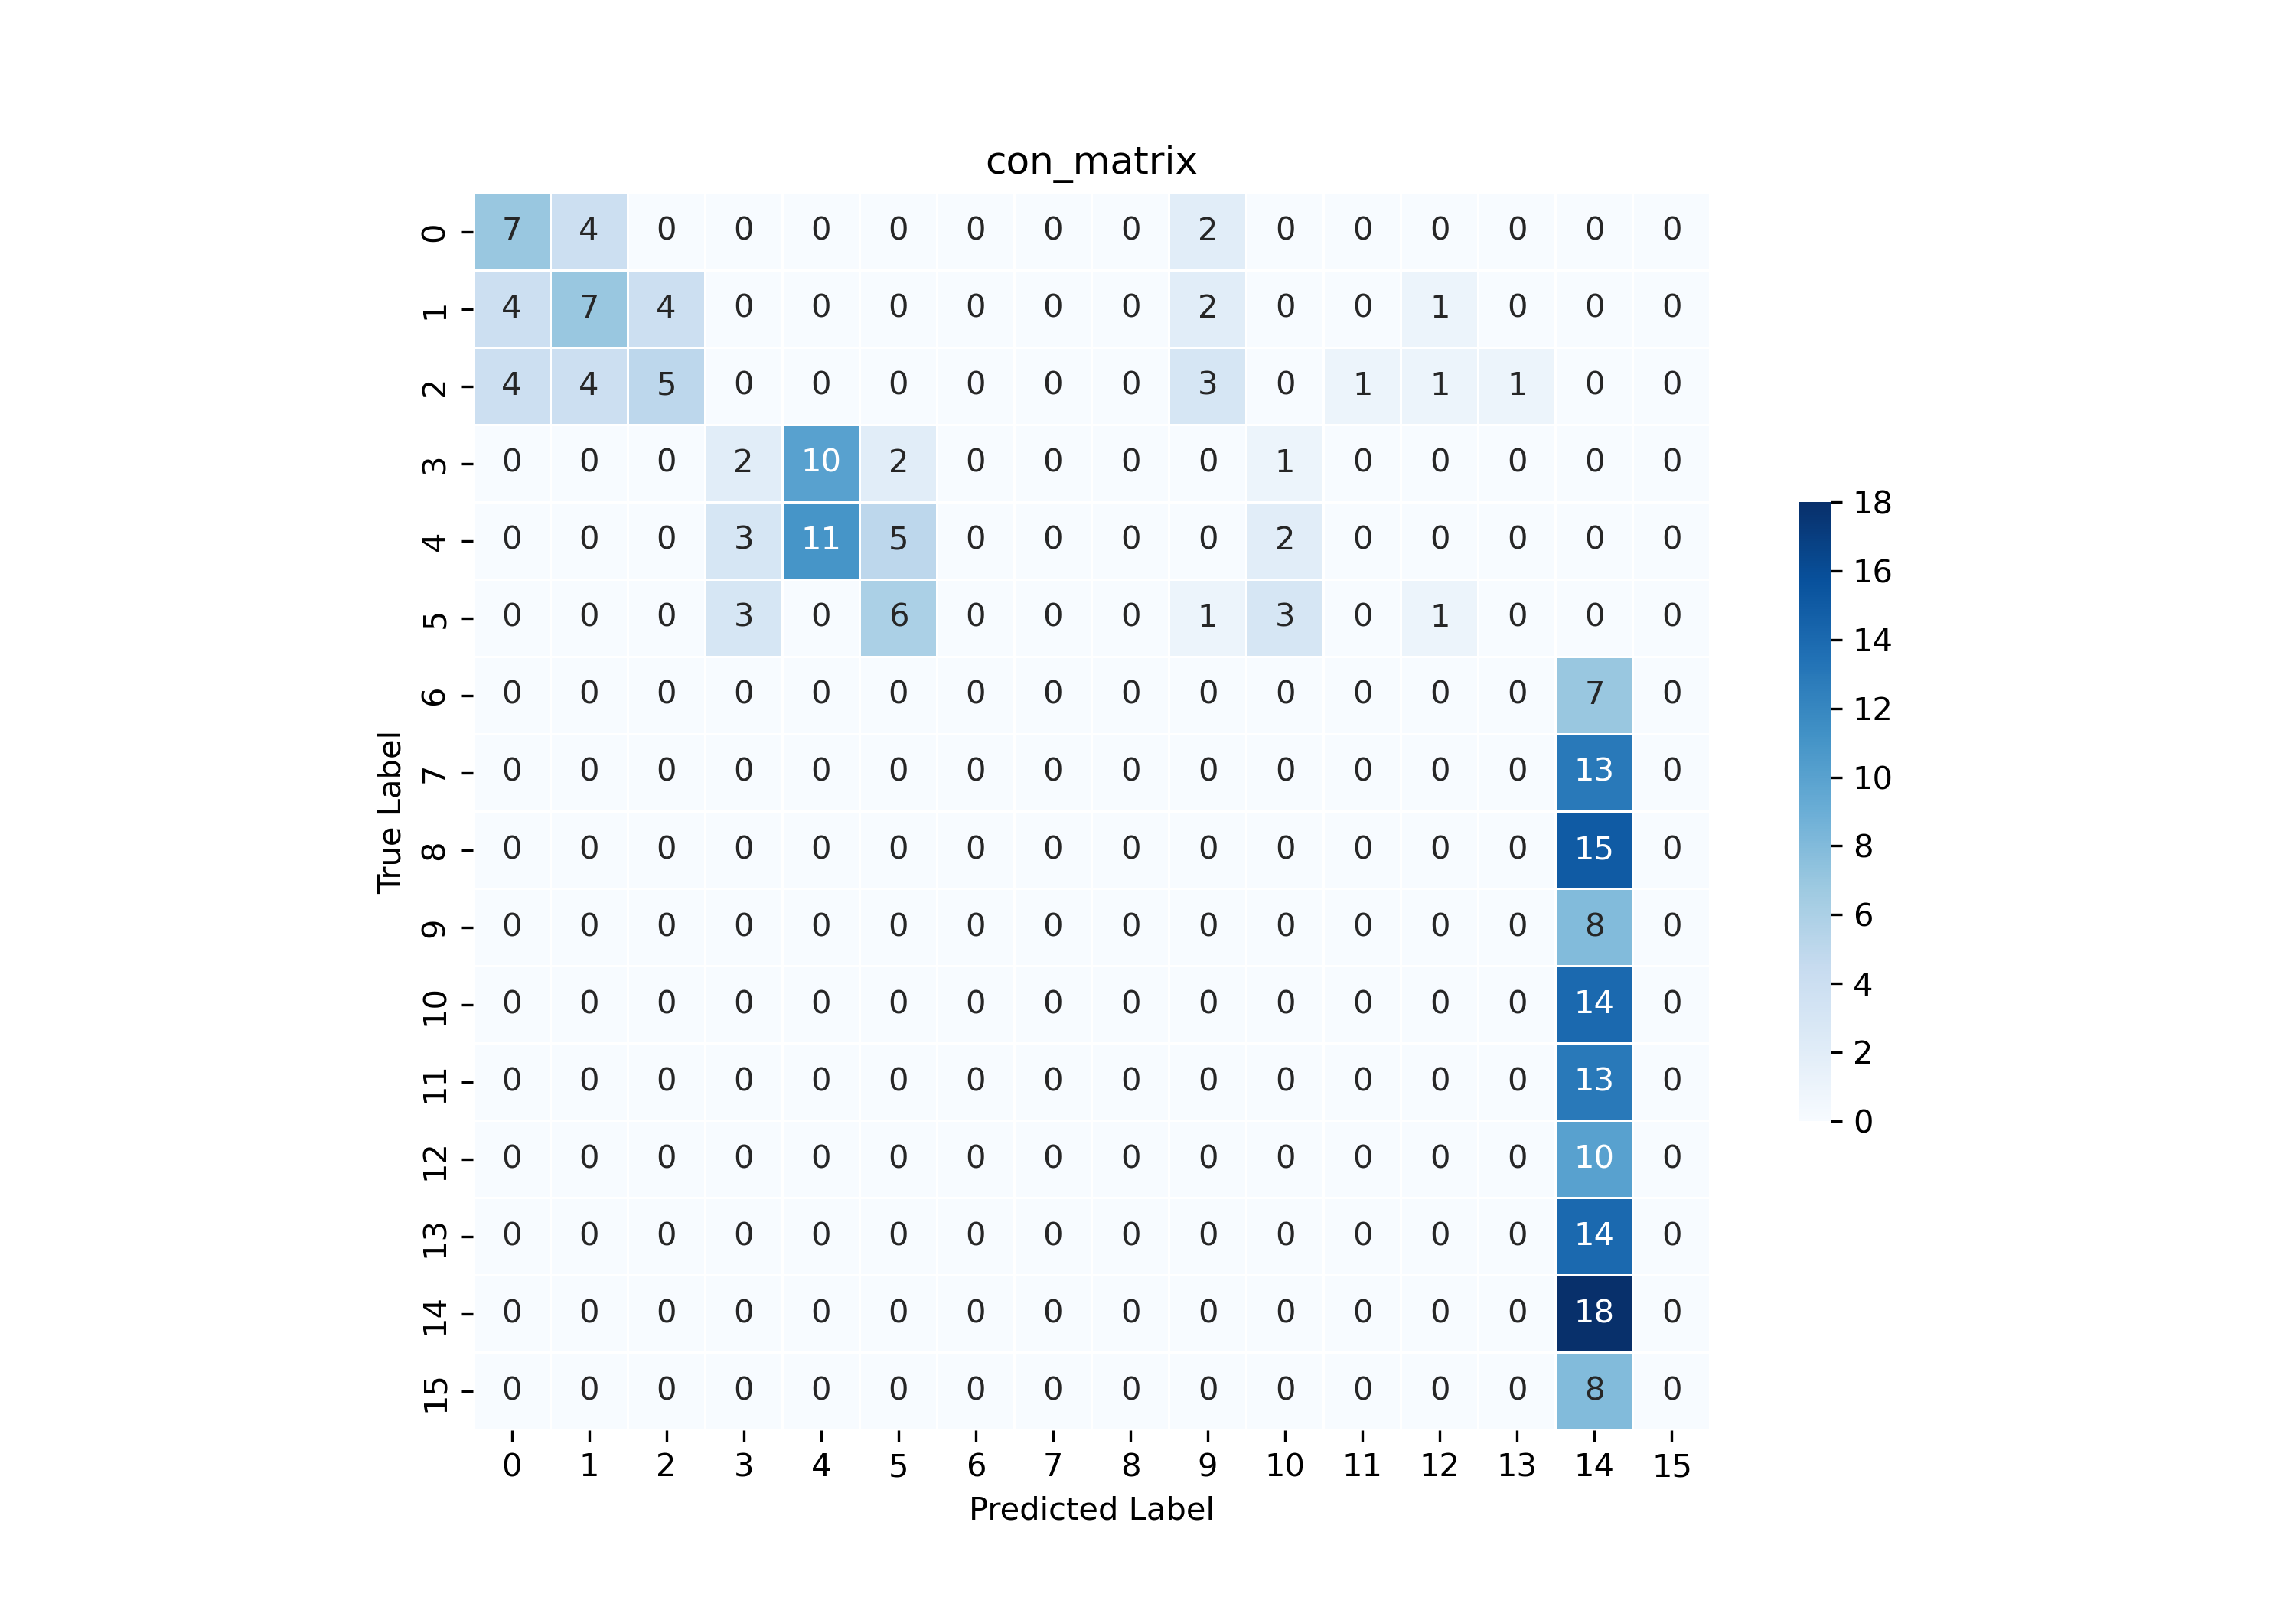 con_matrix
0 7 4 0 0 0 0 0 0 0 2 0 0 0 0 0 0
1 4 7 4 0 0 0 0 0 0 2 0 0 1 0 0 0
2 4 4 5 0 0 0 0 0 0 3 0 1 1 1 0 0
3 0 0 0 2 10 2 0 0 0 0 1 0 0 0 0 0
4 0 0 0 3 11 5 0 0 0 0 2 0 0 0 0 0
5 0 0 0 3 0 6 0 0 0 1 3 0 1 0 0 0
6 0 0 0 0 0 0 0 0 0 0 0 0 0 0 7 0
7 0 0 0 0 0 0 0 0 0 0 0 0 0 0 13 0
8 0 0 0 0 0 0 0 0 0 0 0 0 0 0 15 0
9 0 0 0 0 0 0 0 0 0 0 0 0 0 0 8 0
10 0 0 0 0 0 0 0 0 0 0 0 0 0 0 14 0
11 0 0 0 0 0 0 0 0 0 0 0 0 0 0 13 0
12 0 0 0 0 0 0 0 0 0 0 0 0 0 0 10 0
13 0 0 0 0 0 0 0 0 0 0 0 0 0 0 14 0
14 0 0 0 0 0 0 0 0 0 0 0 0 0 0 18 0
15 0 0 0 0 0 0 0 0 0 0 0 0 0 0 8 0
0 1 2 3 4 5 6 7 8 9 10 11 12 13 14 15
Predicted Label
True Label
18
16
14
12
10
8
6
4
2
0